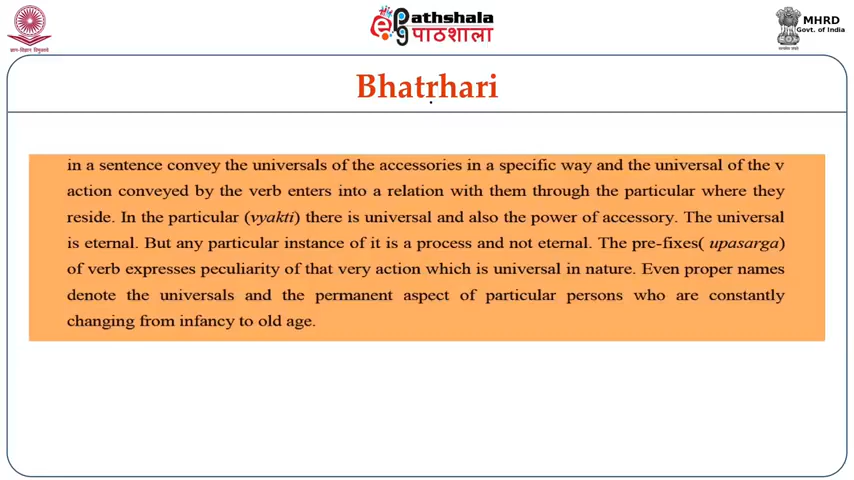 ePathshala
पाठशाला
MHRD
Govt. of India
Bhatrhari
in a sentence convey the universals of the accessories in a specific way and the universal of the v
action conveyed by the verb enters into a relation with them through the particular where they
reside. In the particular (vyakti) there is universal and also the power of accessory. The universal
is eternal. But any particular instance of it is a process and not eternal. The pre-fixes( upasarga)
of verb expresses peculiarity of that very action which is universal in nature. Even proper names
denote the universals and the permanent aspect of particular persons who are constantly
changing from infancy to old age.